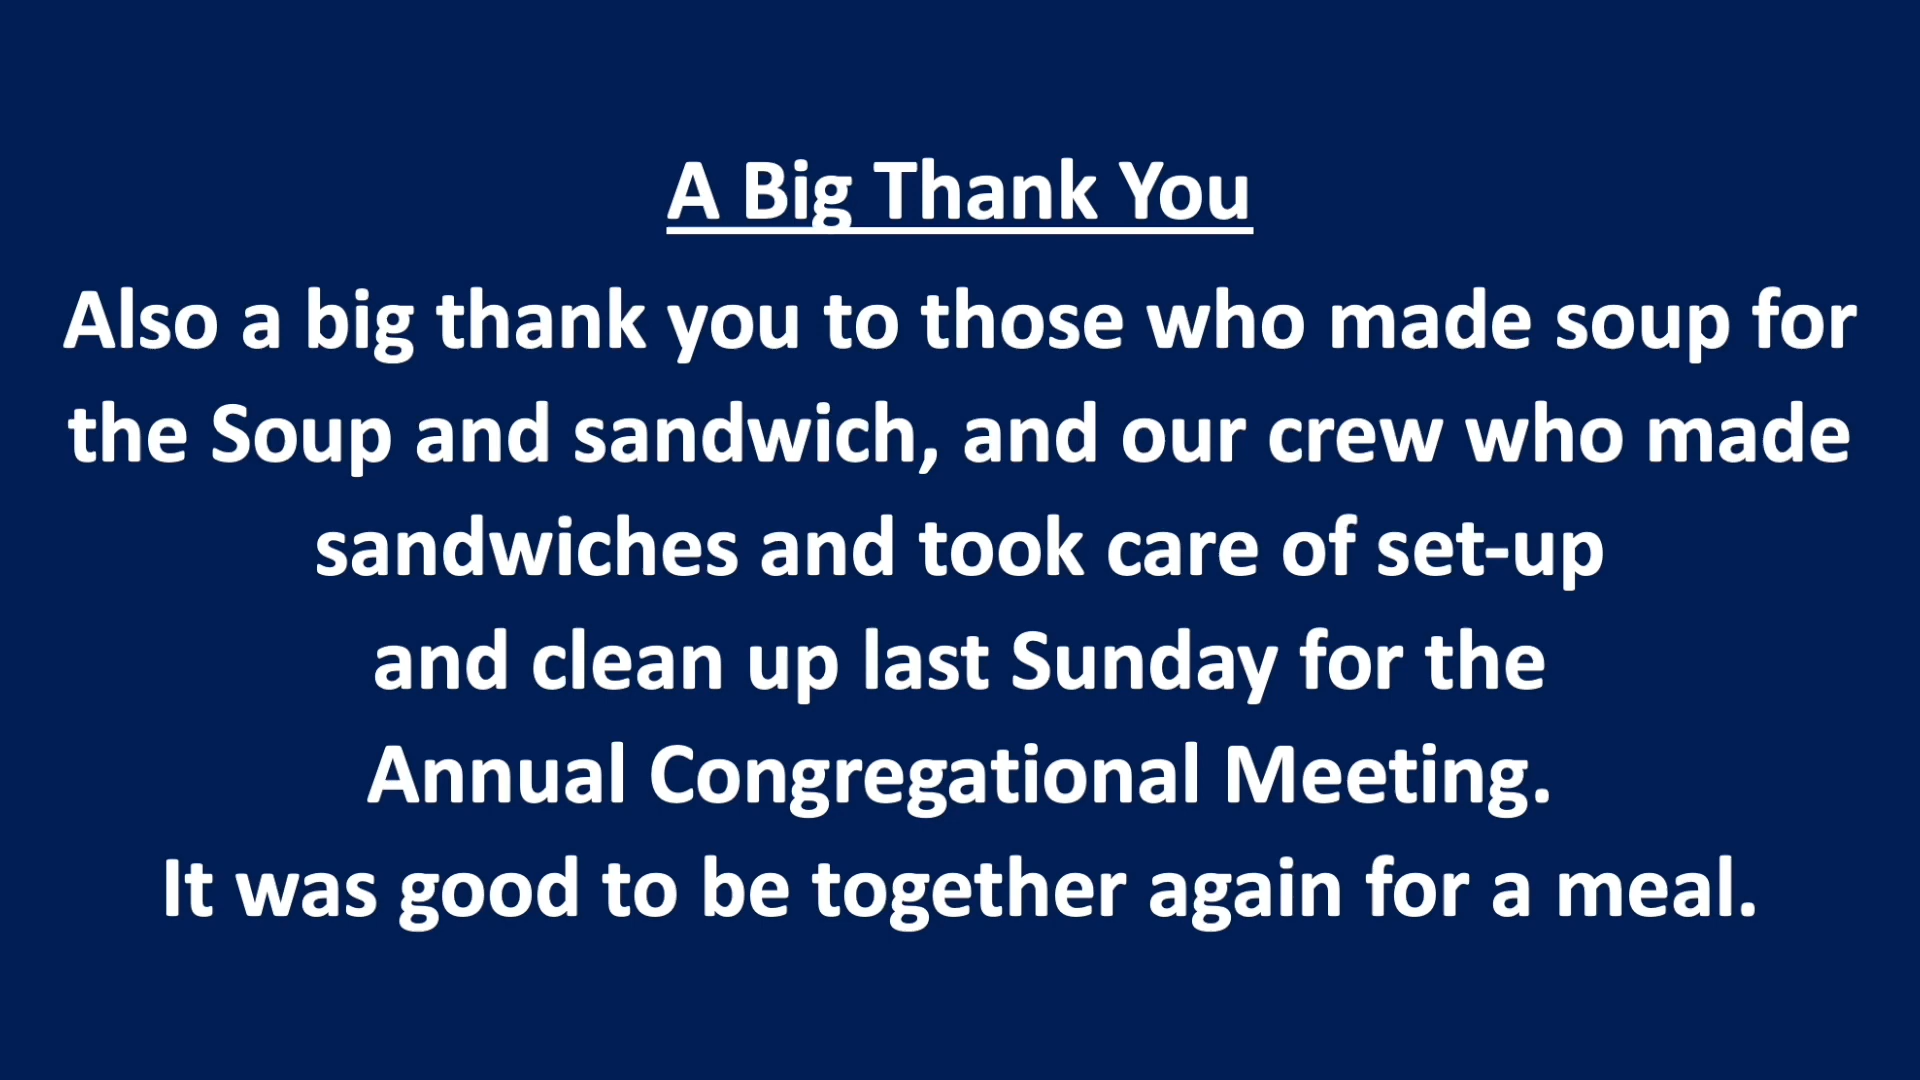 A Big Thank You
Also a big thank you to those who made soup for
the Soup and sandwich, and our crew who made
sandwiches and took care of set-up
and clean up last Sunday for the
Annual Congregational Meeting.
It was good to be together again for a meal.